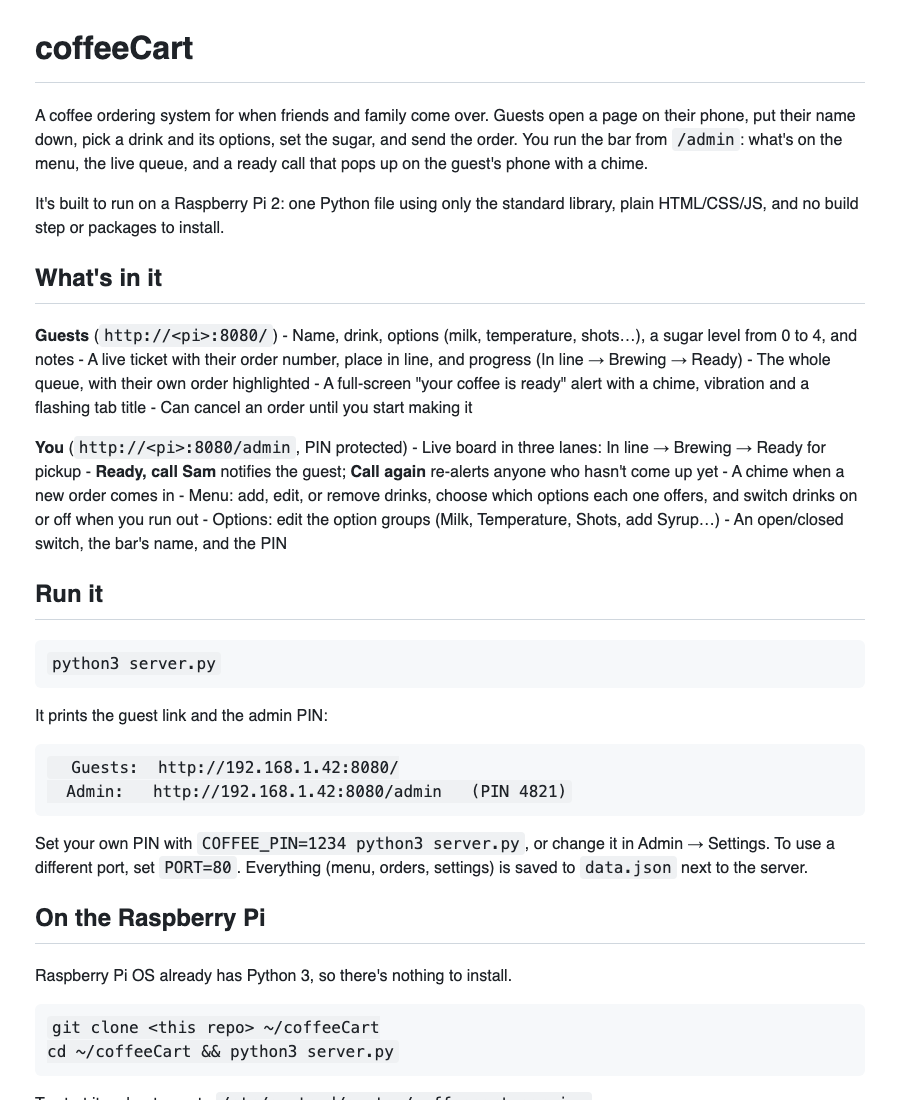 coffeeCart
A coffee ordering system for when friends and family come over. Guests open a page on their phone, put their name
down, pick a drink and its options, set the sugar, and send the order. You run the bar from /admin : what's on the
menu, the live queue, and a ready call that pops up on the guest's phone with a chime.
It's built to run on a Raspberry Pi 2: one Python file using only the standard library, plain HTML/CSS/JS, and no build
step or packages to install.
What's in it
Guests ( http://<pi>:8080/ ) - Name, drink, options (milk, temperature, shots…), a sugar level from 0 to 4, and
notes - A live ticket with their order number, place in line, and progress (In line → Brewing → Ready) - The whole
queue, with their own order highlighted - A full-screen "your coffee is ready" alert with a chime, vibration and a
flashing tab title - Can cancel an order until you start making it
You ( http://<pi>:8080/admin , PIN protected) - Live board in three lanes: In line → Brewing → Ready for
pickup - Ready, call Sam notifies the guest; Call again re-alerts anyone who hasn't come up yet - A chime when a
new order comes in - Menu: add, edit, or remove drinks, choose which options each one offers, and switch drinks on
or off when you run out - Options: edit the option groups (Milk, Temperature, Shots, add Syrup…) - An open/closed
switch, the bar's name, and the PIN
Run it
python3 server.py
It prints the guest link and the admin PIN:
Guests:  http://192.168.1.42:8080/
Admin:   http://192.168.1.42:8080/admin   (PIN 4821)
Set your own PIN with COFFEE_PIN=1234 python3 server.py , or change it in Admin → Settings. To use a
different port, set PORT=80 . Everything (menu, orders, settings) is saved to data.json next to the server.
On the Raspberry Pi
Raspberry Pi OS already has Python 3, so there's nothing to install.
git clone <this repo> ~/coffeeCart
cd ~/coffeeCart && python3 server.py